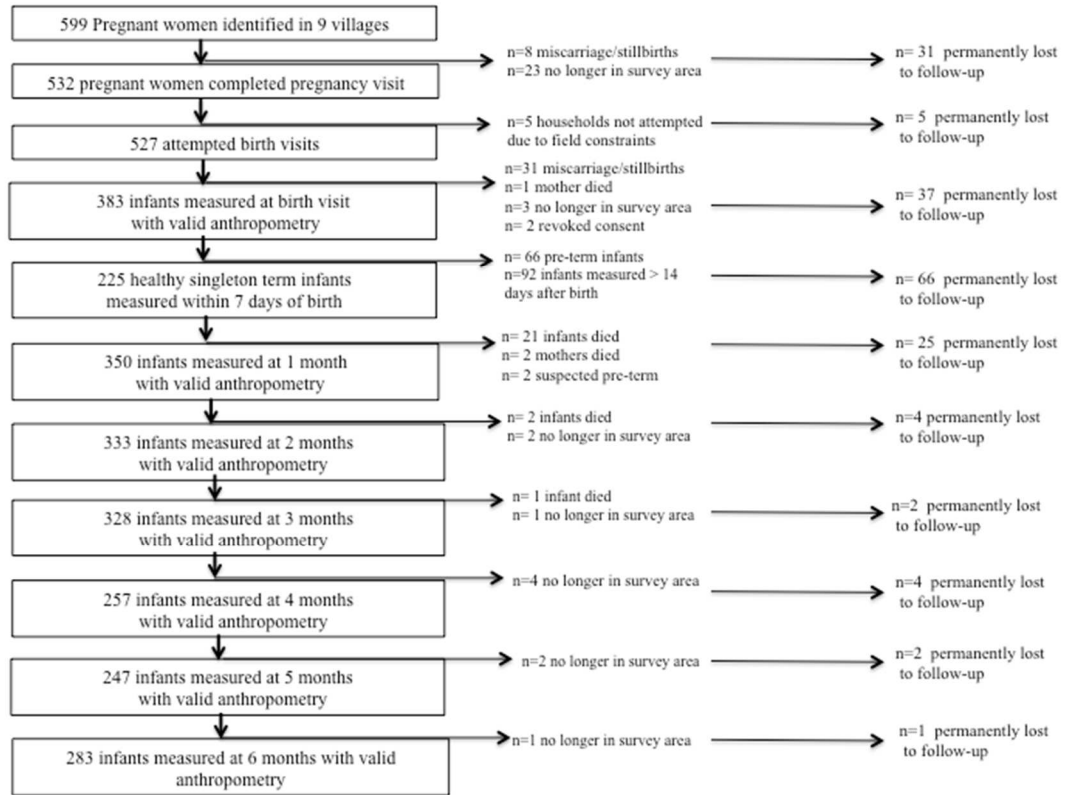 599 Pregnant women identified in 9 villages
n=8 miscarriage/stillbirths
n=23 no longer in survey area
n= 31 permanently lost
to follow-up
532 pregnant women completed pregnancy visit
n=5 households not attempted
due to field constraints
n= 5 permanently lost
to follow-up
527 attempted birth visits
n=31 miscarriage/stillbirths
n=1 mother died
n=3 no longer in survey area
n= 2 revoked consent
n= 37 permanently lost
to follow-up
383 infants measured at birth visit
with valid anthropometry
n= 66 pre-term infants
n=92 infants measured > 14
days after birth
n= 66 permanently lost
to follow-up
225 healthy singleton term infants
measured within 7 days of birth
n= 21 infants died
n= 2 mothers died
n= 2 suspected pre-term
n= 25 permanently lost
to follow-up
350 infants measured at 1 month
with valid anthropometry
n= 2 infants died
n= 2 no longer in survey area
n=4 permanently lost
to follow-up
333 infants measured at 2 months
with valid anthropometry
n= 1 infant died
n= 1 no longer in survey area
n=2 permanently lost
to follow-up
328 infants measured at 3 months
with valid anthropometry
n=4 no longer in survey area
n=4 permanently lost
to follow-up
257 infants measured at 4 months
with valid anthropometry
n=2 no longer in survey area
n=2 permanently lost
to follow-up
247 infants measured at 5 months
with valid anthropometry
n=1 no longer in survey area
n=1 permanently lost
to follow-up
283 infants measured at 6 months with valid
anthropometry